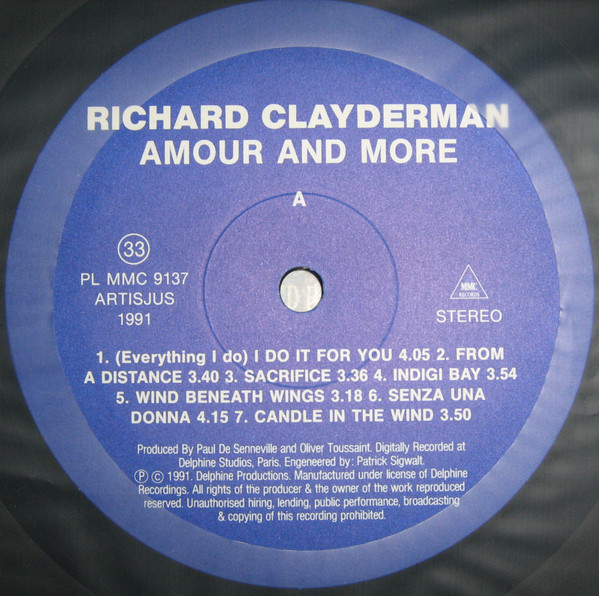 RICHARD CLAYDERMAN
AMOUR AND MORE
A
33
PL MMC 9137
ARTISJUS
1991
MMC
RECORDS
STEREO
1. (Everything I do) I DO IT FOR YOU 4.05 2. FROM
A DISTANCE 3.40 3. SACRIFICE 3.36 4. INDIGI BAY 3.54
5. WIND BENEATH WINGS 3.18 6. SENZA UNA
DONNA 4.15 7. CANDLE IN THE WIND 3.50
Produced By Paul De Senneville and Oliver Toussaint. Digitally Recorded at
Delphine Studios, Paris. Engeneered by: Patrick Sigwalt.
Ⓟ © 1991. Delphine Productions. Manufactured under license of Delphine
Recordings. All rights of the producer & the owner of the work reproduced
reserved. Unauthorised hiring, lending, public performance, broadcasting
& copying of this recording prohibited.